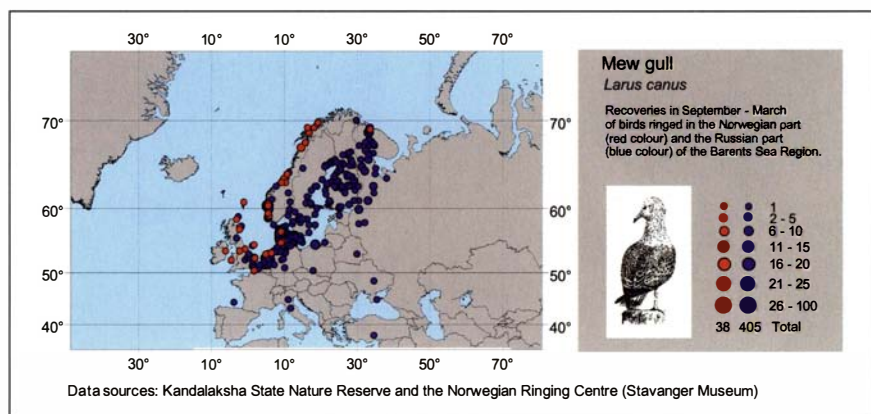 30° 10° 10° 30° 50° 70°
70° 70°
60° 60°
50° 50°
40° 40°
30° 10° 10° 30° 50° 70°
Mew gull
Larus canus
Recoveries in September - March
of birds ringed in the Norwegian part
(red colour) and the Russian part
(blue colour) of the Barents Sea Region.
1
2 - 5
6 - 10
11 - 15
16 - 20
21 - 25
26 - 100
38 405 Total
Data sources: Kandalaksha State Nature Reserve and the Norwegian Ringing Centre (Stavanger Museum)